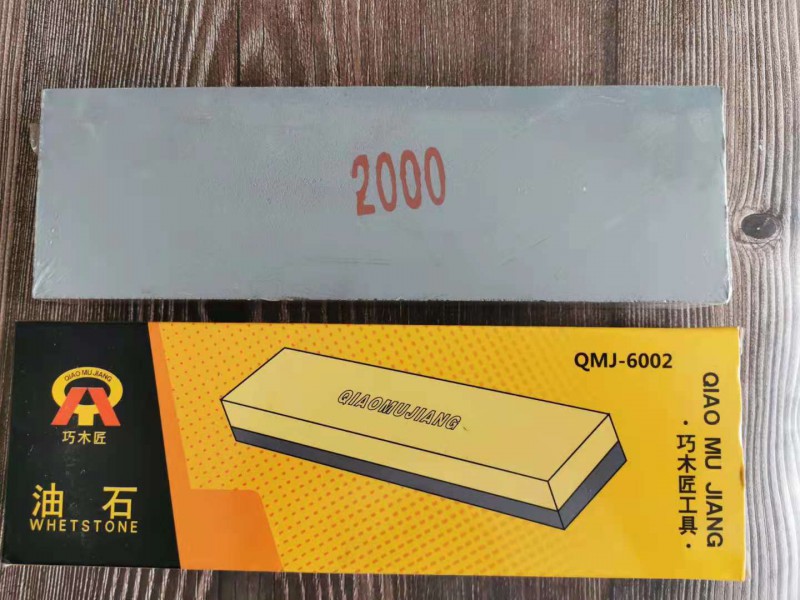 2000
QIAO MU JIANG
巧木匠
油石
WHETSTONE
QIAOMUJIANG
QMJ-6002
QIAO MU JIANG
·巧木匠工具·